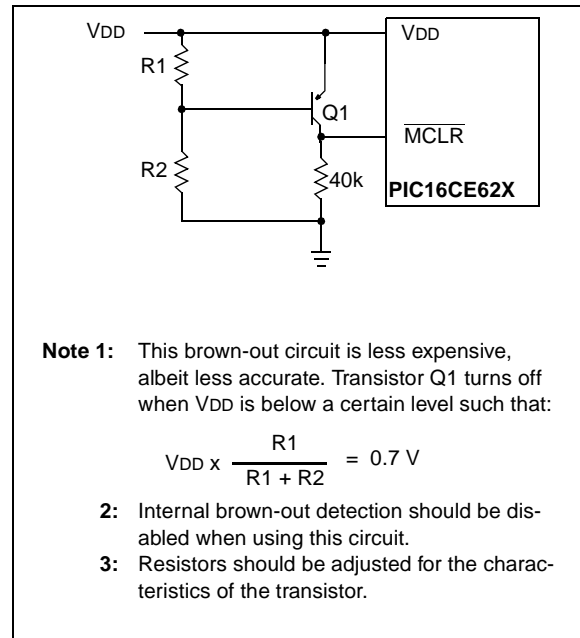 VDD
VDD
R1
Q1
MCLR
R2
40k
PIC16CE62X
Note 1: This brown-out circuit is less expensive,
albeit less accurate. Transistor Q1 turns off
when VDD is below a certain level such that:
VDD x R1 / R1 + R2 = 0.7 V
2: Internal brown-out detection should be dis-
abled when using this circuit.
3: Resistors should be adjusted for the charac-
teristics of the transistor.